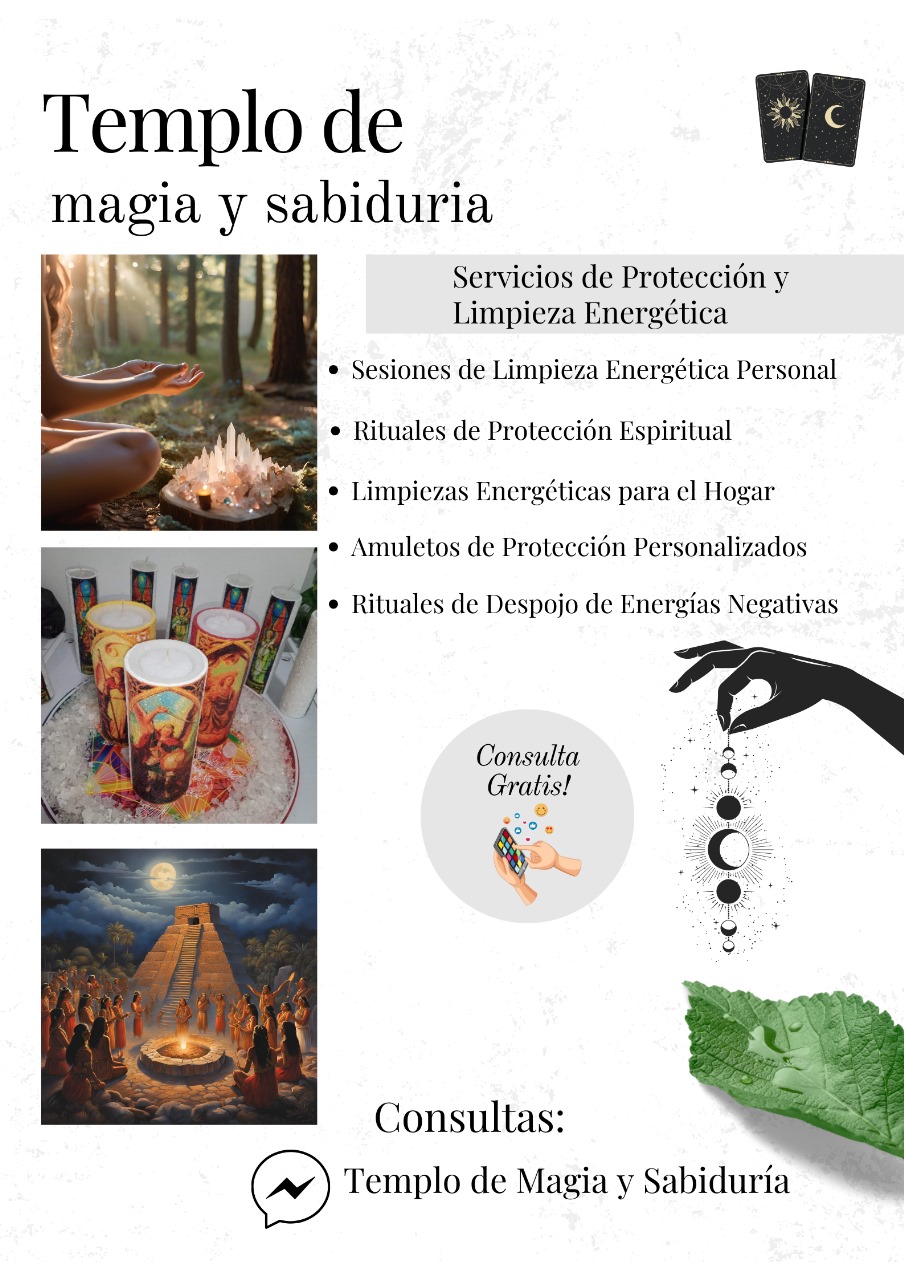 Templo de
magia y sabiduria
Servicios de Protección y
Limpieza Energética
• Sesiones de Limpieza Energética Personal
• Rituales de Protección Espiritual
• Limpiezas Energéticas para el Hogar
• Amuletos de Protección Personalizados
• Rituales de Despojo de Energías Negativas
Consulta
Gratis!
Consultas:
Templo de Magia y Sabiduría